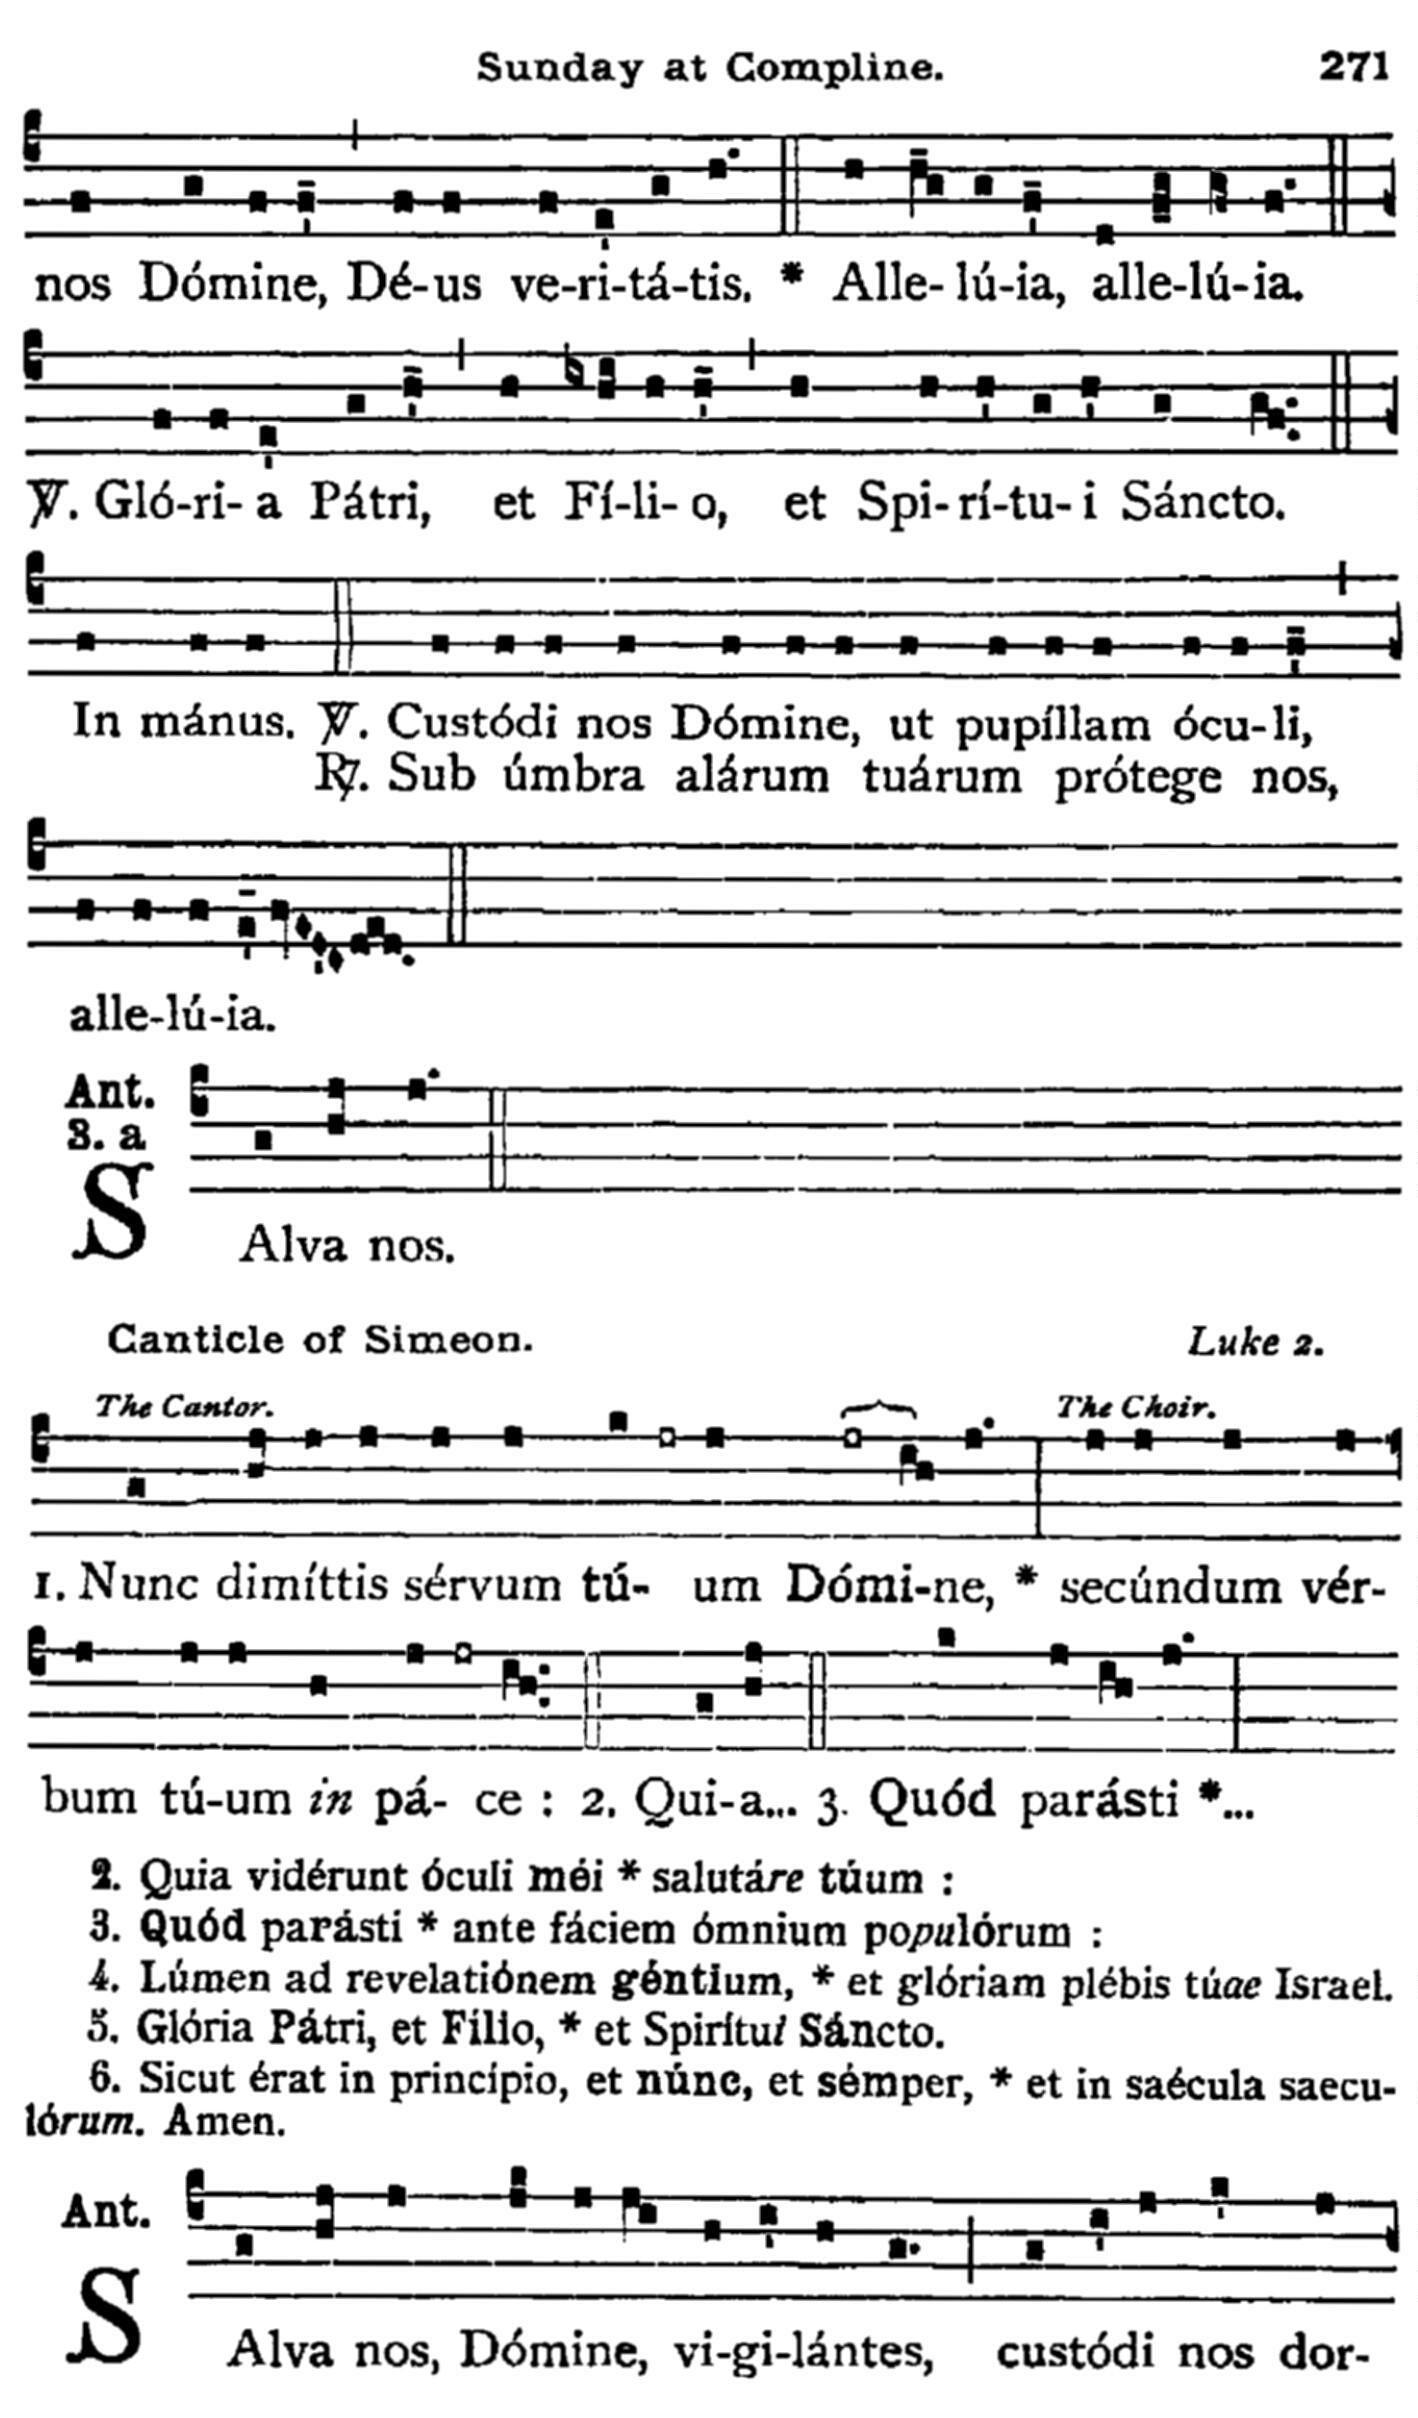 Sunday at Compline. 271
nos Dómine, Dé-us ve-ri-tá-tis. * Alle-lú-ia, alle-lú-ia.
℣. Gló-ri-a Pátri, et Fí-li-o, et Spi-rí-tu-i Sáncto.
In mánus. ℣. Custódi nos Dómine, ut pupíllam ócu-li,
℟. Sub úmbra alárum tuárum prótege nos,
alle-lú-ia.
Ant.
3. a
SAlva nos.
Canticle of Simeon. Luke 2.
The Cantor. The Choir.
1. Nunc dimíttis sérvum tú- um Dómi-ne, * secúndum vér-
bum tú-um in pá- ce : 2. Qui-a... 3. Quód parásti *...
2. Quia vidérunt óculi méi * salutáre túum :
3. Quód parásti * ante fáciem ómnium populórum :
4. Lúmen ad revelatiónem géntium, * et glóriam plébis túae Israel.
5. Glória Pátri, et Fílio, * et Spirítui Sáncto.
6. Sicut érat in princípio, et núnc, et sémper, * et in saécula saecu-
lórum. Amen.
Ant.
SAlva nos, Dómine, vi-gi-lántes, custódi nos dor-